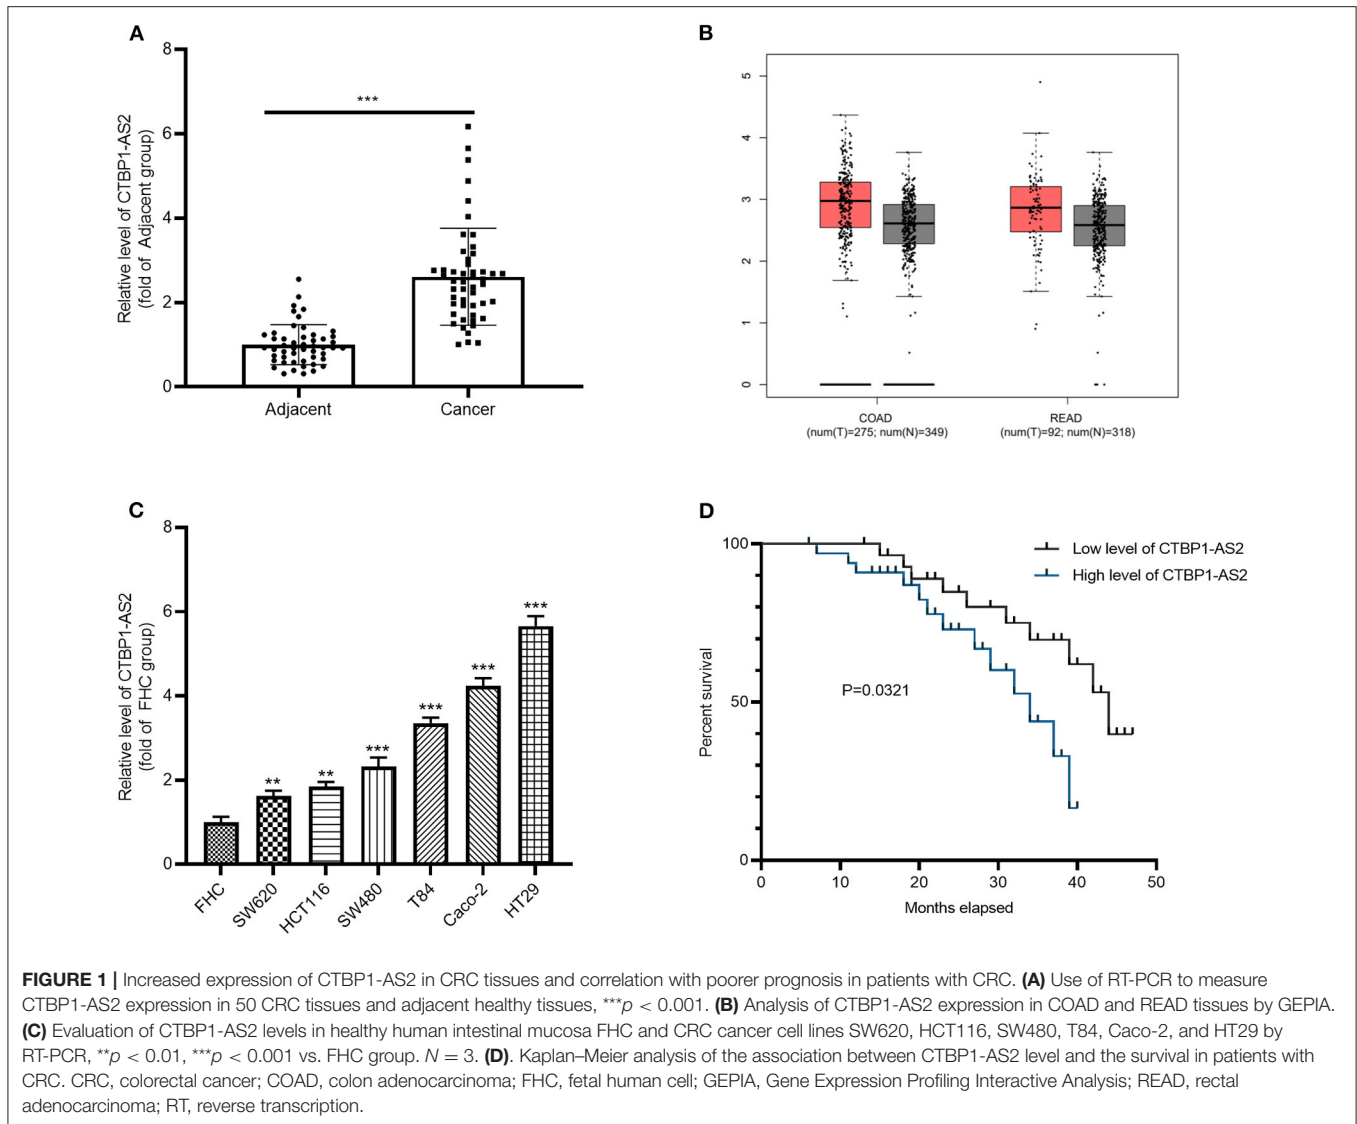 A
8
6
4
2
0
Relative level of CTBP1-AS2
(fold of Adjacent group)
***
Adjacent
Cancer
B
5
4
3
2
1
0
COAD
(num(T)=275; num(N)=349)
READ
(num(T)=92; num(N)=318)
C
8
6
4
2
0
Relative level of CTBP1-AS2
(fold of FHC group)
**
**
***
***
***
***
FHC
SW620
HCT116
SW480
T84
Caco-2
HT29
D
100
50
0
Percent survival
Low level of CTBP1-AS2
High level of CTBP1-AS2
P=0.0321
0
10
20
30
40
50
Months elapsed
FIGURE 1 | Increased expression of CTBP1-AS2 in CRC tissues and correlation with poorer prognosis in patients with CRC. (A) Use of RT-PCR to measure
CTBP1-AS2 expression in 50 CRC tissues and adjacent healthy tissues, ***p < 0.001. (B) Analysis of CTBP1-AS2 expression in COAD and READ tissues by GEPIA.
(C) Evaluation of CTBP1-AS2 levels in healthy human intestinal mucosa FHC and CRC cancer cell lines SW620, HCT116, SW480, T84, Caco-2, and HT29 by
RT-PCR, **p < 0.01, ***p < 0.001 vs. FHC group. N = 3. (D). Kaplan–Meier analysis of the association between CTBP1-AS2 level and the survival in patients with
CRC. CRC, colorectal cancer; COAD, colon adenocarcinoma; FHC, fetal human cell; GEPIA, Gene Expression Profiling Interactive Analysis; READ, rectal
adenocarcinoma; RT, reverse transcription.